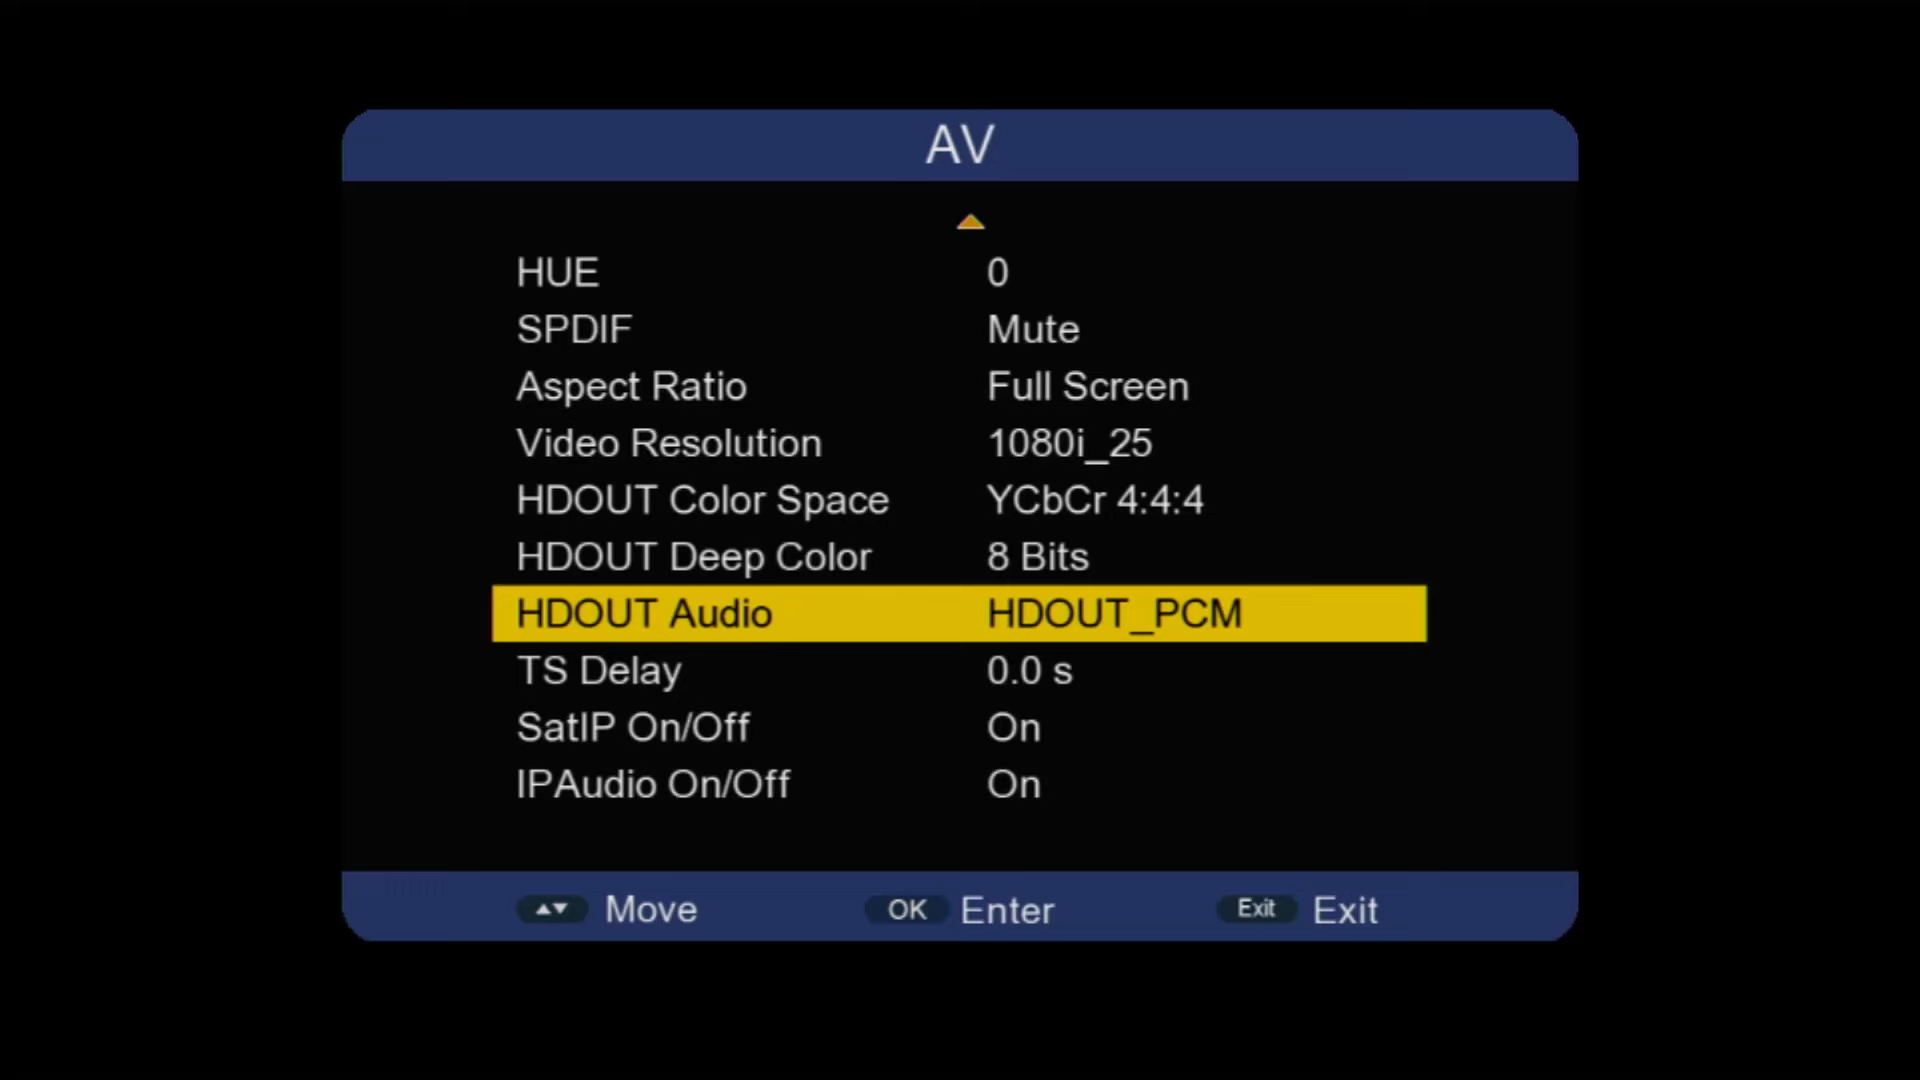 AV
HUE 0
SPDIF Mute
Aspect Ratio Full Screen
Video Resolution 1080i_25
HDOUT Color Space YCbCr 4:4:4
HDOUT Deep Color 8 Bits
HDOUT Audio HDOUT_PCM
TS Delay 0.0 s
SatIP On/Off On
IPAudio On/Off On
Move OK Enter Exit Exit